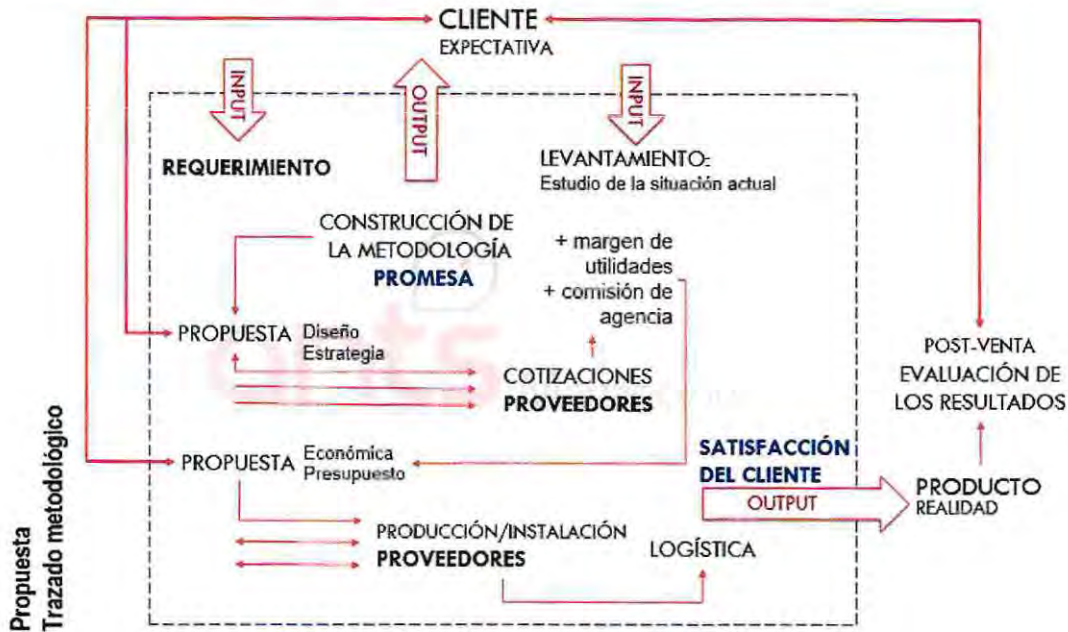 CLIENTE
EXPECTATIVA
INPUT
OUTPUT
INPUT
REQUERIMIENTO
LEVANTAMIENTO:
Estudio de la situación actual
CONSTRUCCIÓN DE
LA METODOLOGÍA
PROMESA
+ margen de
utilidades
+ comisión de
agencia
PROPUESTA Diseño
Estrategia
COTIZACIONES
PROVEEDORES
POST-VENTA
EVALUACIÓN DE
LOS RESULTADOS
PROPUESTA Económica
Presupuesto
SATISFACCIÓN
DEL CLIENTE
OUTPUT
PRODUCTO
REALIDAD
PRODUCCIÓN/INSTALACIÓN
PROVEEDORES
LOGÍSTICA
Propuesta
Trazado metodológico